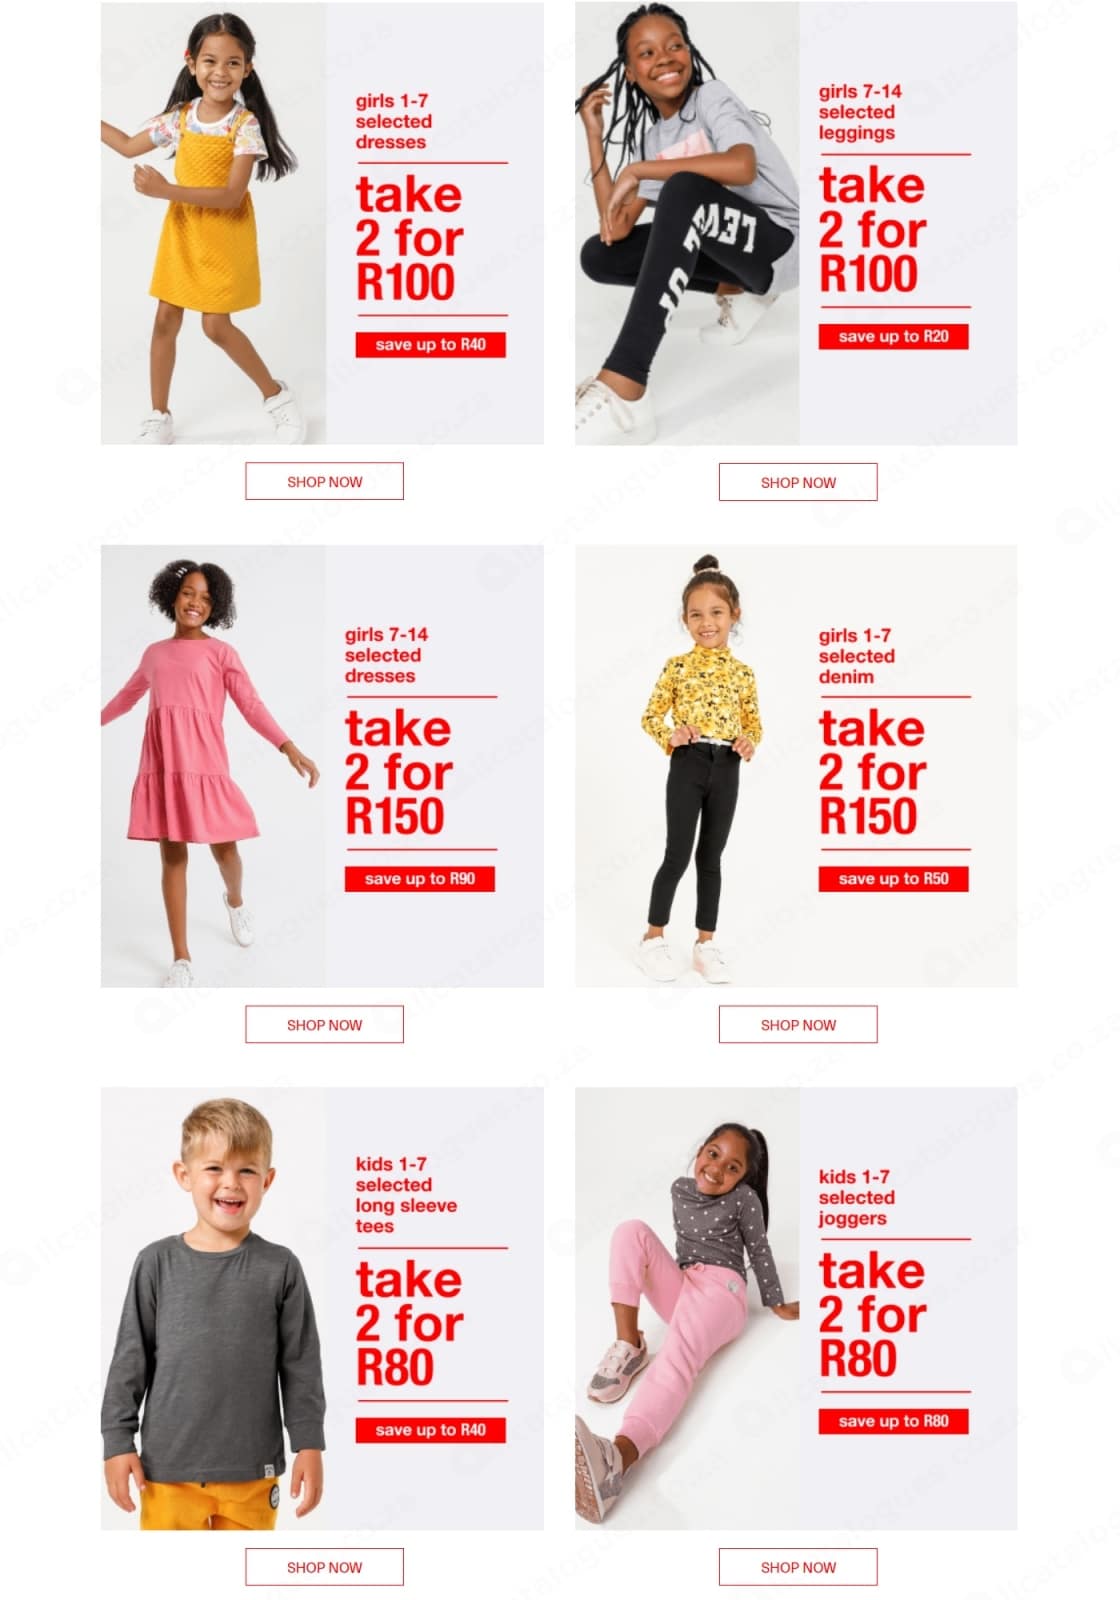 girls 1-7
selected
dresses
take
2 for
R100
save up to R40
SHOP NOW
girls 7-14
selected
leggings
take
2 for
R100
save up to R20
SHOP NOW
girls 7-14
selected
dresses
take
2 for
R150
save up to R90
SHOP NOW
girls 1-7
selected
denim
take
2 for
R150
save up to R50
SHOP NOW
kids 1-7
selected
long sleeve
tees
take
2 for
R80
save up to R40
SHOP NOW
kids 1-7
selected
joggers
take
2 for
R80
save up to R80
SHOP NOW